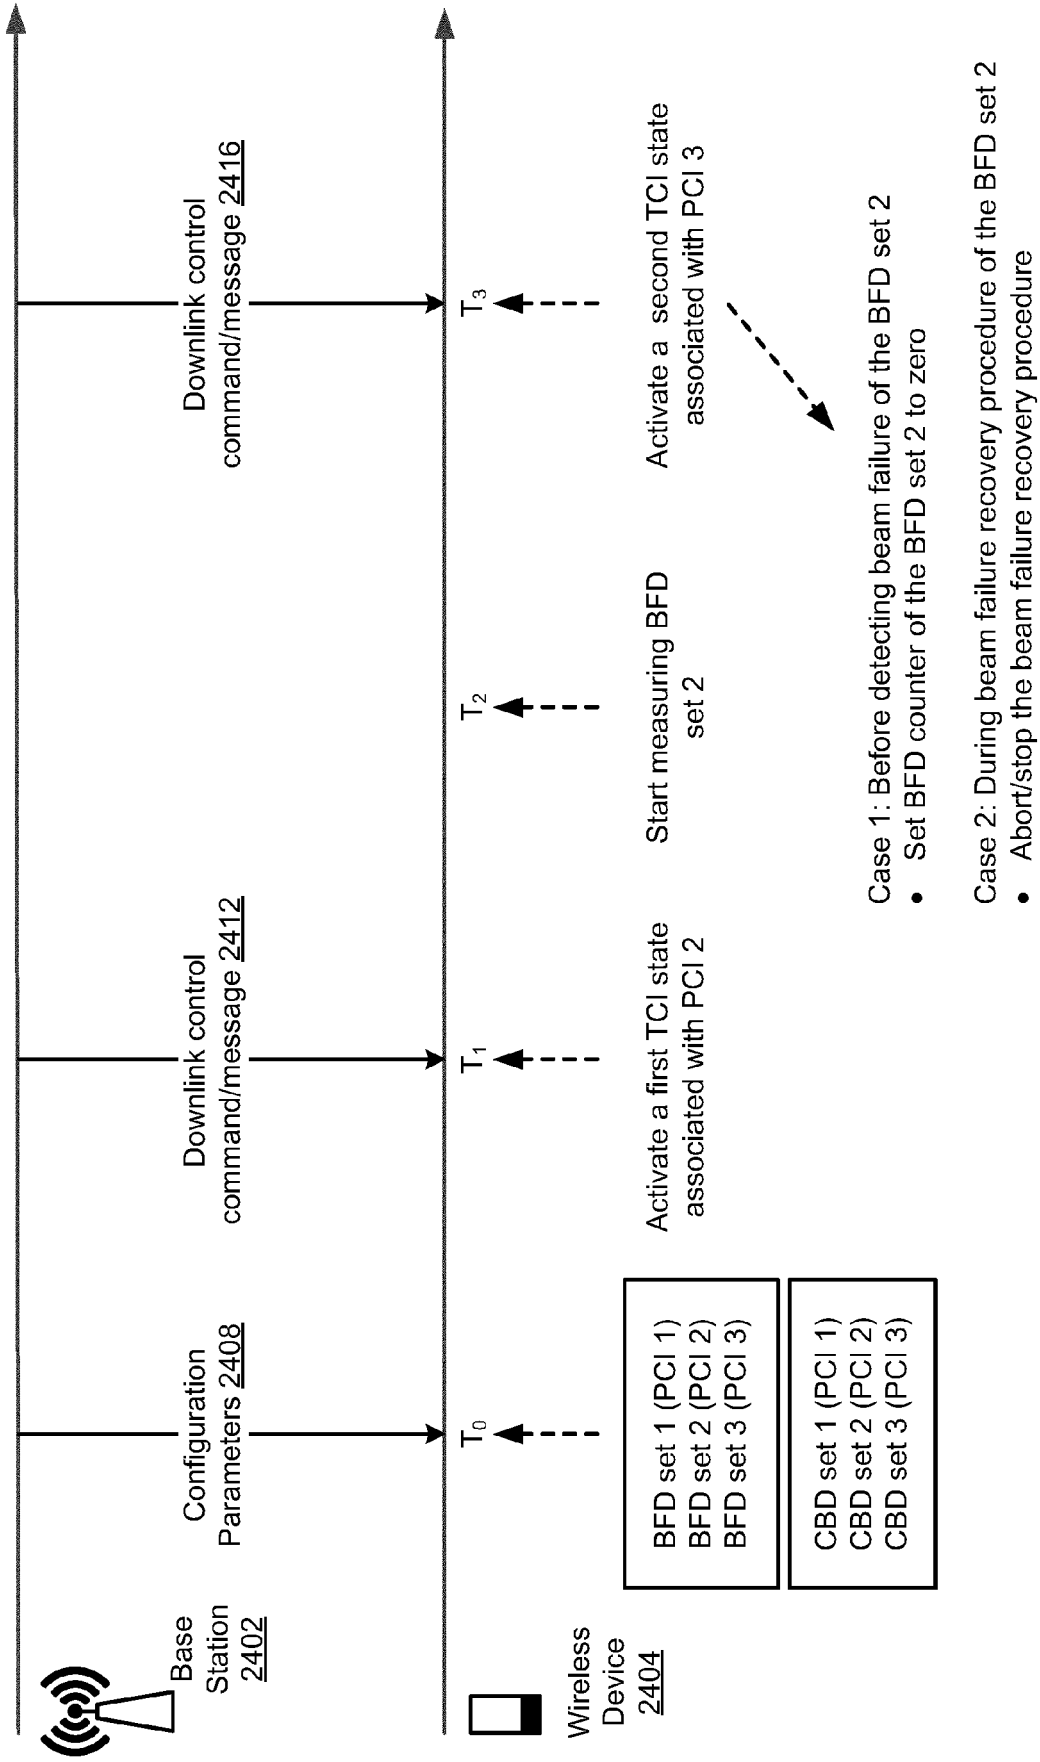 Base
Station
2402
Wireless
Device
2404
Configuration
Parameters 2408
T0
BFD set 1 (PCI 1)
BFD set 2 (PCI 2)
BFD set 3 (PCI 3)
CBD set 1 (PCI 1)
CBD set 2 (PCI 2)
CBD set 3 (PCI 3)
Downlink control
command/message 2412
T1
Activate a first TCI state
associated with PCI 2
T2
Start measuring BFD
set 2
Downlink control
command/message 2416
T3
Activate a second TCI state
associated with PCI 3
Case 1: Before detecting beam failure of the BFD set 2
• Set BFD counter of the BFD set 2 to zero
Case 2: During beam failure recovery procedure of the BFD set 2
• Abort/stop the beam failure recovery procedure